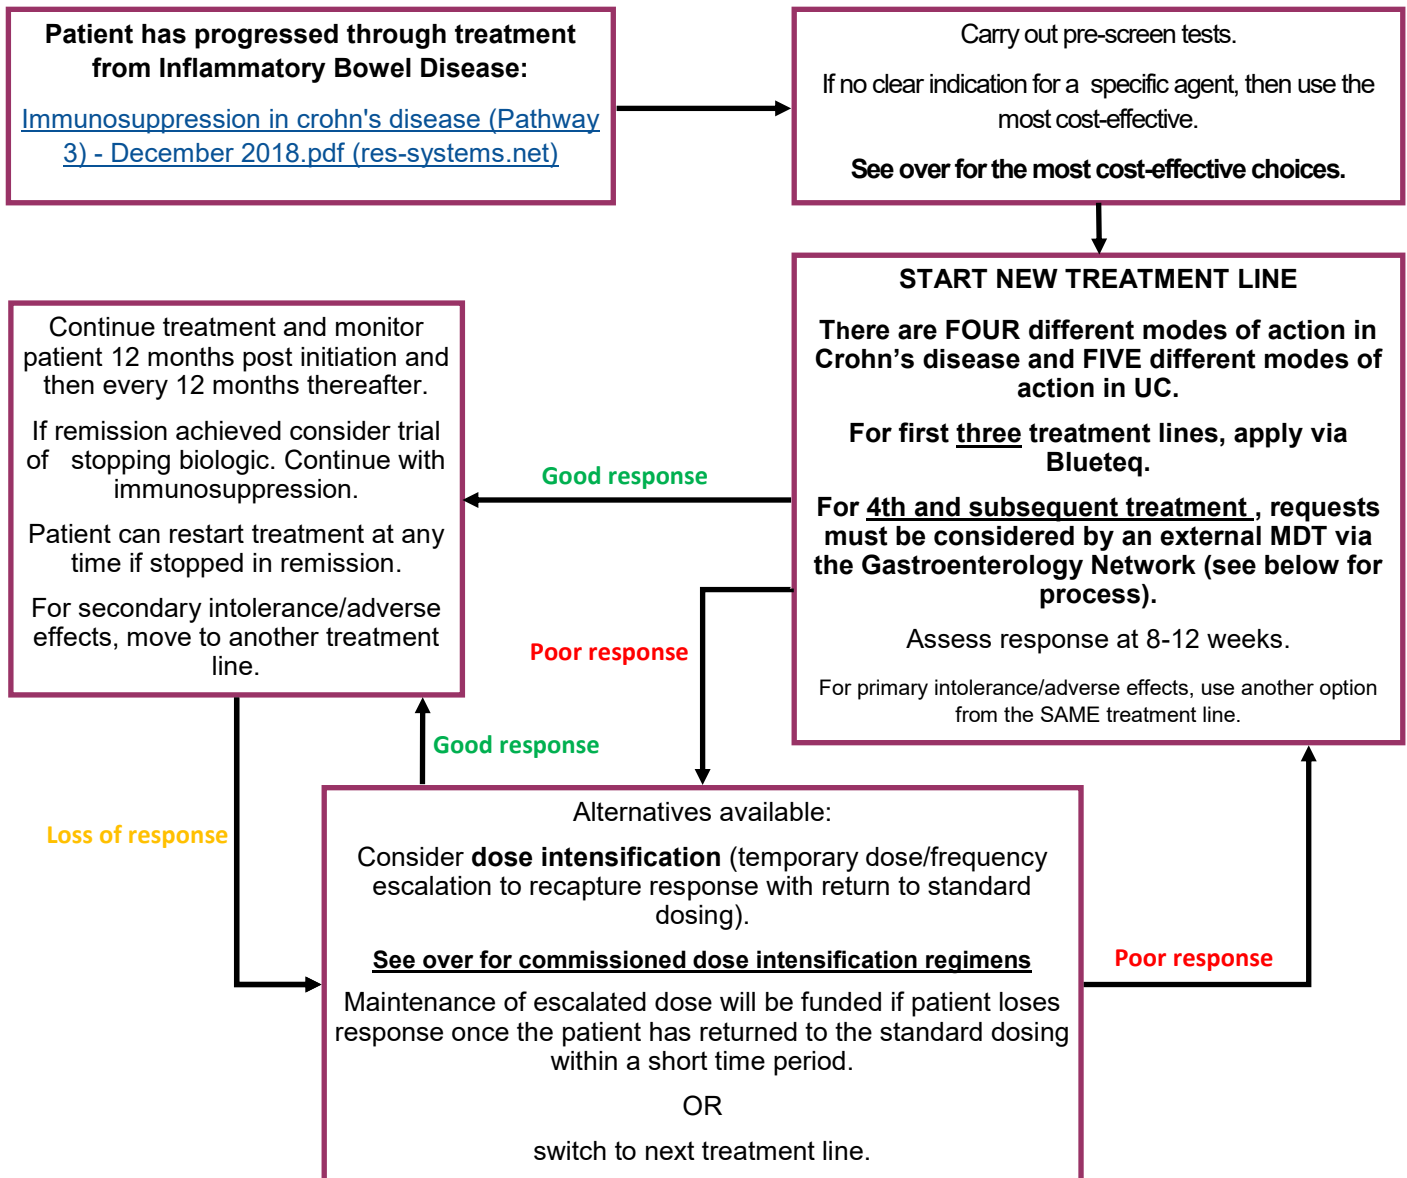 Patient has progressed through treatment
from Inflammatory Bowel Disease:
Immunosuppression in crohn's disease (Pathway
3) - December 2018.pdf (res-systems.net)
Carry out pre-screen tests.
If no clear indication for a specific agent, then use the
most cost-effective.
See over for the most cost-effective choices.
START NEW TREATMENT LINE
There are FOUR different modes of action in
Crohn’s disease and FIVE different modes of
action in UC.
For first three treatment lines, apply via
Blueteq.
For 4th and subsequent treatment , requests
must be considered by an external MDT via
the Gastroenterology Network (see below for
process).
Assess response at 8-12 weeks.
For primary intolerance/adverse effects, use another option
from the SAME treatment line.
Good response
Continue treatment and monitor
patient 12 months post initiation and
then every 12 months thereafter.
If remission achieved consider trial
of stopping biologic. Continue with
immunosuppression.
Patient can restart treatment at any
time if stopped in remission.
For secondary intolerance/adverse
effects, move to another treatment
line.
Poor response
Good response
Loss of response
Alternatives available:
Consider dose intensification (temporary dose/frequency
escalation to recapture response with return to standard
dosing).
See over for commissioned dose intensification regimens
Maintenance of escalated dose will be funded if patient loses
response once the patient has returned to the standard dosing
within a short time period.
OR
switch to next treatment line.
Poor response